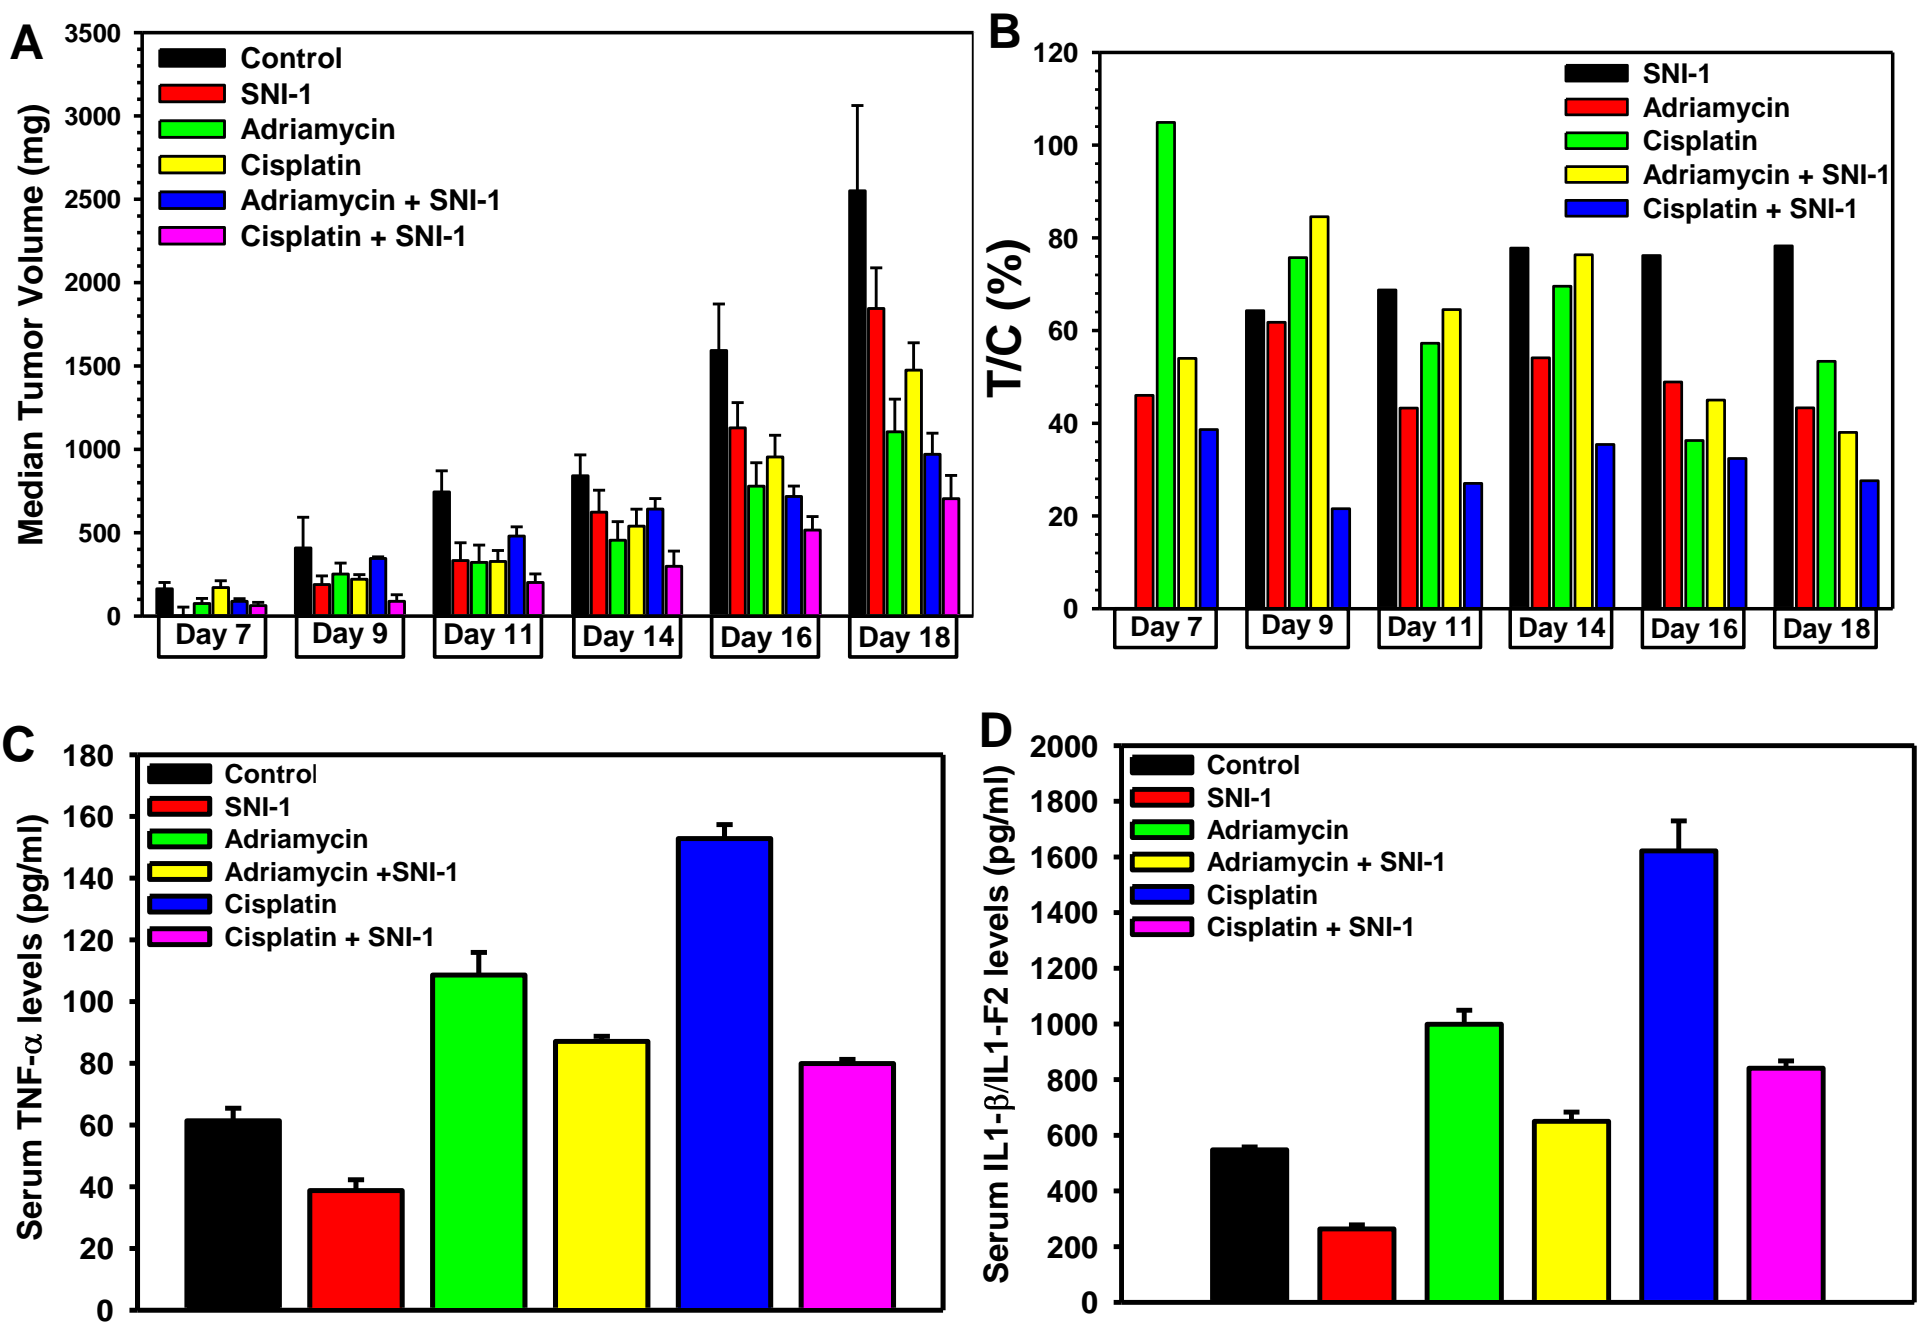 A
Median Tumor Volume (mg)
3500
3000
2500
2000
1500
1000
500
0
Control
SNI-1
Adriamycin
Cisplatin
Adriamycin + SNI-1
Cisplatin + SNI-1
Day 7
Day 9
Day 11
Day 14
Day 16
Day 18
B
T/C (%)
120
100
80
60
40
20
0
SNI-1
Adriamycin
Cisplatin
Adriamycin + SNI-1
Cisplatin + SNI-1
Day 7
Day 9
Day 11
Day 14
Day 16
Day 18
C
Serum TNF-α levels (pg/ml)
180
160
140
120
100
80
60
40
20
0
Control
SNI-1
Adriamycin
Adriamycin +SNI-1
Cisplatin
Cisplatin + SNI-1
D
Serum IL1-β/IL1-F2 levels (pg/ml)
2000
1800
1600
1400
1200
1000
800
600
400
200
0
Control
SNI-1
Adriamycin
Adriamycin + SNI-1
Cisplatin
Cisplatin + SNI-1